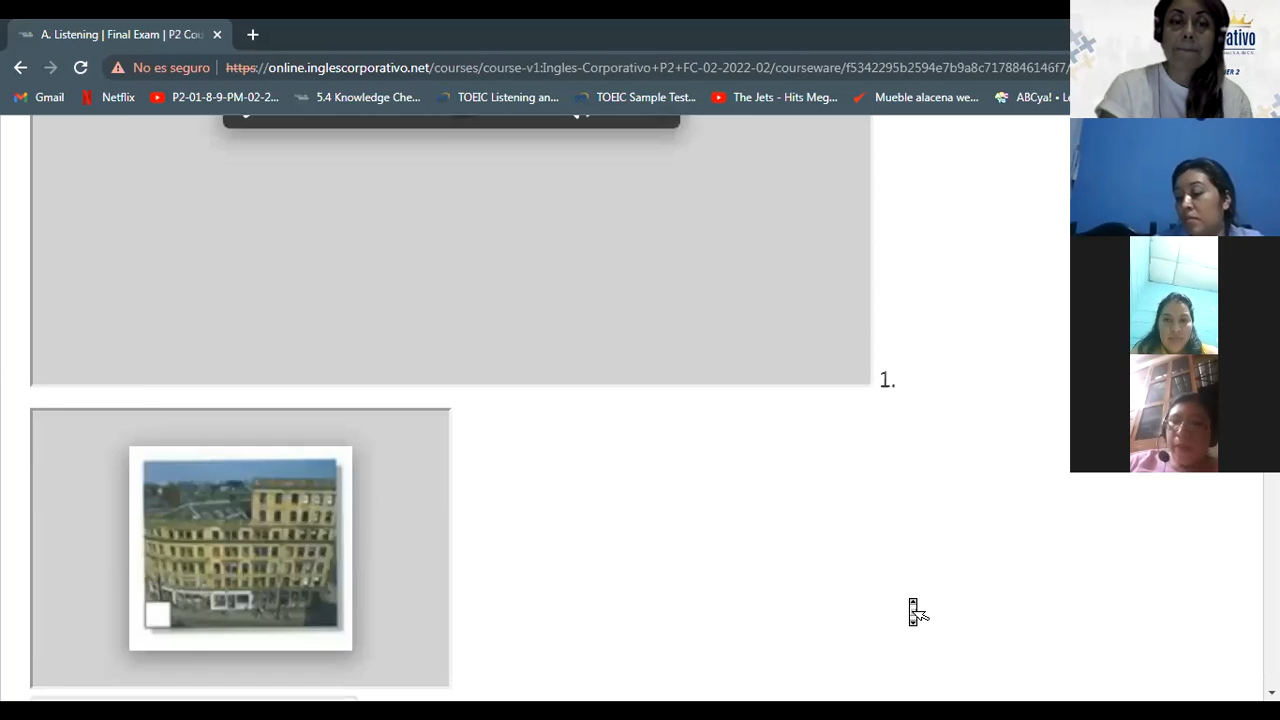 A. Listening | Final Exam | P2 Cou
No es seguro | https://online.inglescorporativo.net/courses/course-v1:Ingles-Corporativo+P2+FC-02-2022-02/courseware/f5342295b2594e7b9a8c7178846146f7/
Gmail Netflix P2-01-8-9-PM-02-2... 5.4 Knowledge Che... TOEIC Listening an... TOEIC Sample Test... The Jets - Hits Meg... Mueble alacena we... ABCya! • Le
1.